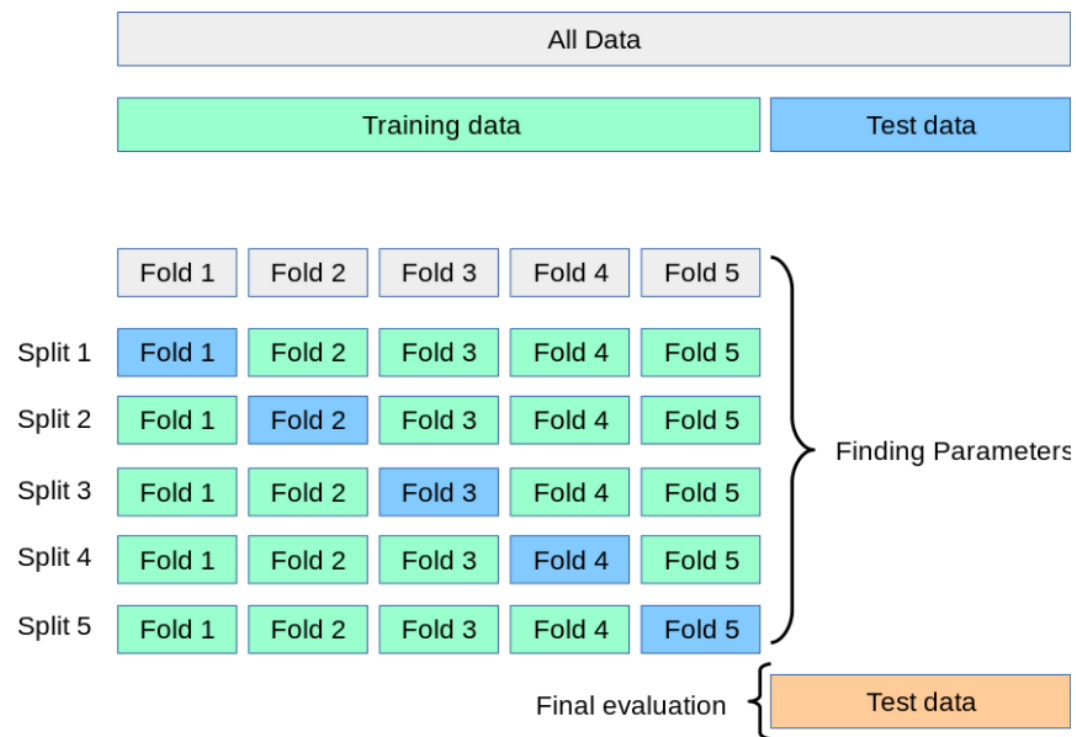 All Data
Training data Test data
Fold 1 Fold 2 Fold 3 Fold 4 Fold 5
Split 1 Fold 1 Fold 2 Fold 3 Fold 4 Fold 5
Split 2 Fold 1 Fold 2 Fold 3 Fold 4 Fold 5
Finding Parameters
Split 3 Fold 1 Fold 2 Fold 3 Fold 4 Fold 5
Split 4 Fold 1 Fold 2 Fold 3 Fold 4 Fold 5
Split 5 Fold 1 Fold 2 Fold 3 Fold 4 Fold 5
Final evaluation Test data